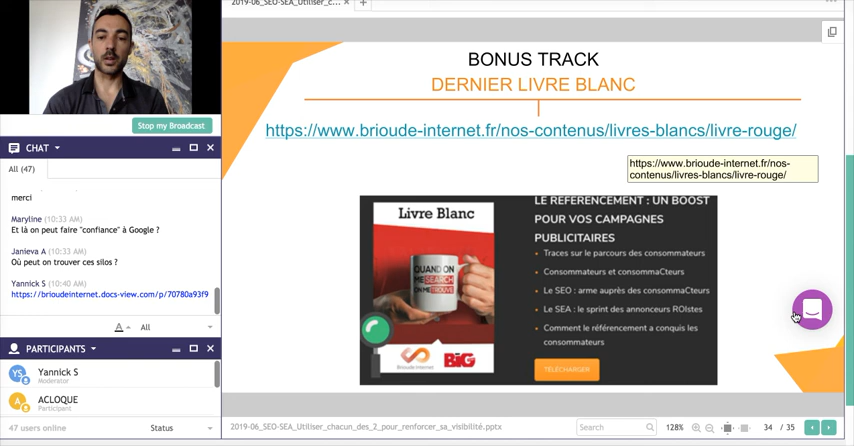 2019-06_SEO-SEA_Utiliser_c...
Stop my Broadcast
CHAT
All (47)
merci
Maryline (10:33 AM)
Et là on peut faire "confiance" à Google ?
Janieva A (10:33 AM)
Où peut on trouver ces silos ?
Yannick S (10:40 AM)
https://brioudeinternet.docs-view.com/p/70780a93f9
A All
PARTICIPANTS
YS Yannick S
Moderator
A ACLOQUE
Participant
47 users online Status
BONUS TRACK
DERNIER LIVRE BLANC
https://www.brioude-internet.fr/nos-contenus/livres-blancs/livre-rouge/
https://www.brioude-internet.fr/nos-
contenus/livres-blancs/livre-rouge/
Livre Blanc
QUAND ON
ME SEARCH
ON ME TROUVE
Brioude Internet
BIG
LE REFERENCEMENT : UN BOOST
POUR VOS CAMPAGNES
PUBLICITAIRES
Traces sur le parcours des consommateurs
Consommateurs et consommaCteurs
Le SEO : arme auprès des consommaCteurs
Le SEA : le sprint des annonceurs ROIstes
Comment le référencement a conquis les
consommateurs
TELECHARGER
2019-06_SEO-SEA_Utiliser_chacun_des_2_pour_renforcer_sa_visibilité.pptx
Search
128%
34 / 35